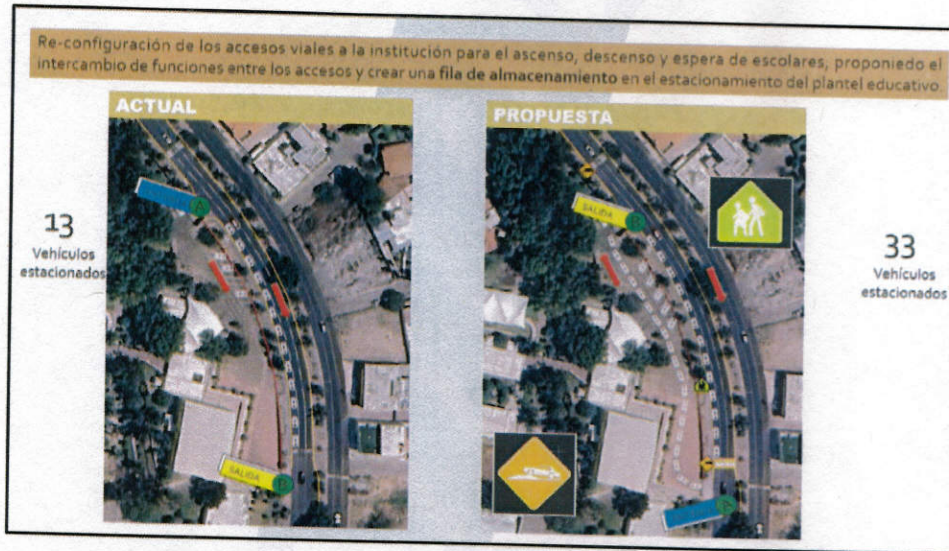 Re-configuración de los accesos viales a la institución para el ascenso, descenso y espera de escolares, proponiedo el
intercambio de funciones entre los accesos y crear una fila de almacenamiento en el estacionamiento del plantel educativo.
ACTUAL
PROPUESTA
13
Vehículos
estacionados
SALIDA
A
SALIDA
33
Vehículos
estacionados